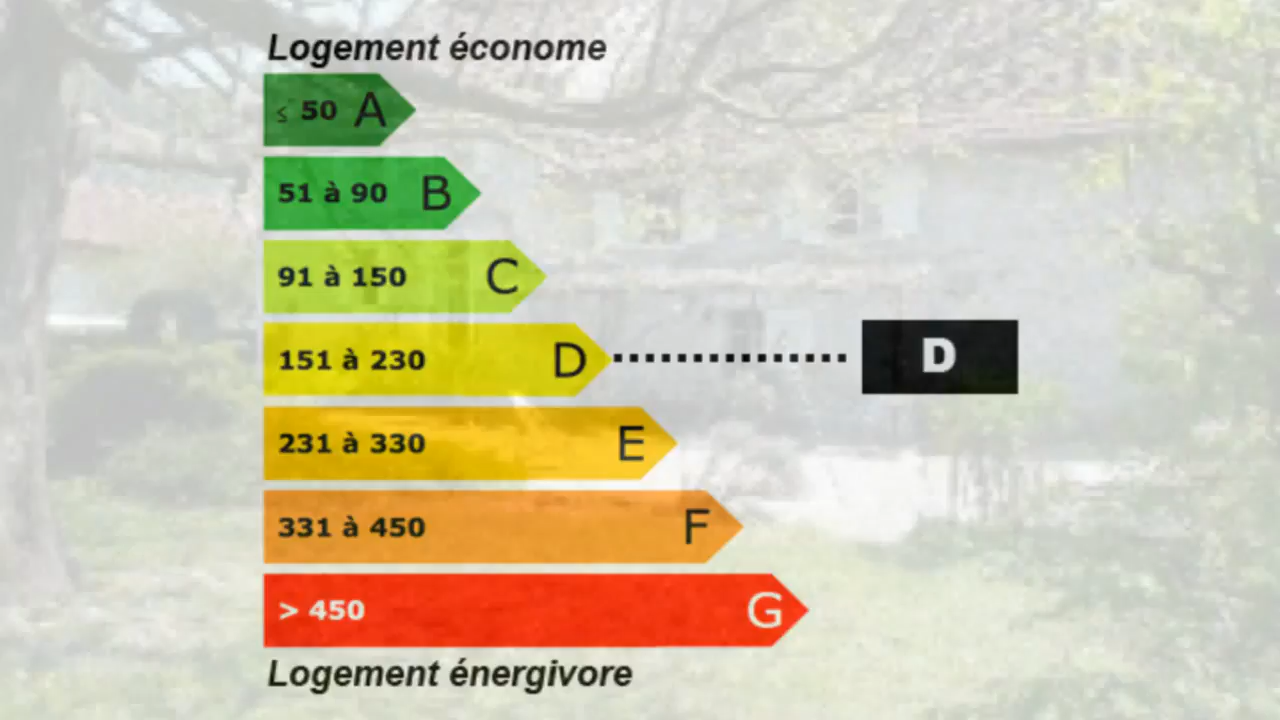 Logement économe
≤ 50 A
51 à 90 B
91 à 150 C
151 à 230 D
D
231 à 330 E
331 à 450 F
> 450 G
Logement énergivore